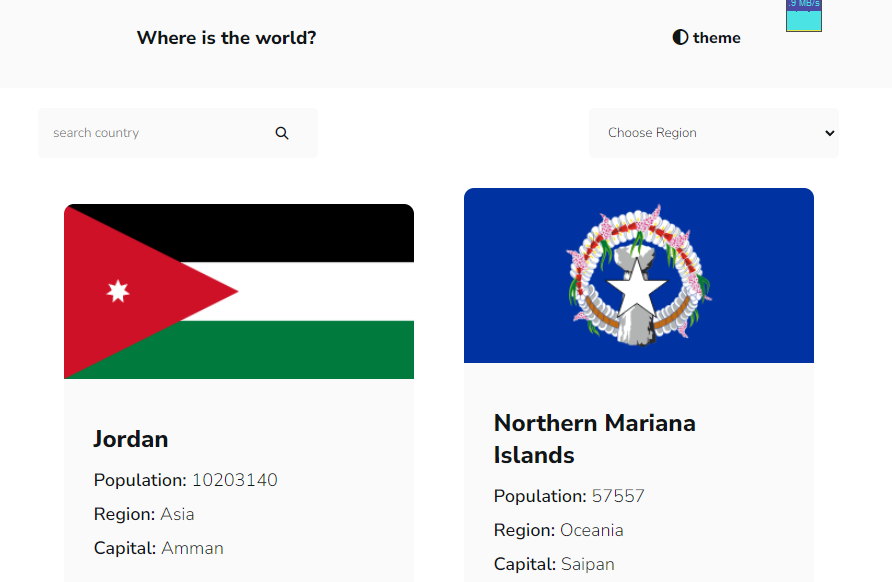 .9 MB/s
Where is the world?
theme
search country
Choose Region
Jordan
Population: 10203140
Region: Asia
Capital: Amman
Northern Mariana
Islands
Population: 57557
Region: Oceania
Capital: Saipan